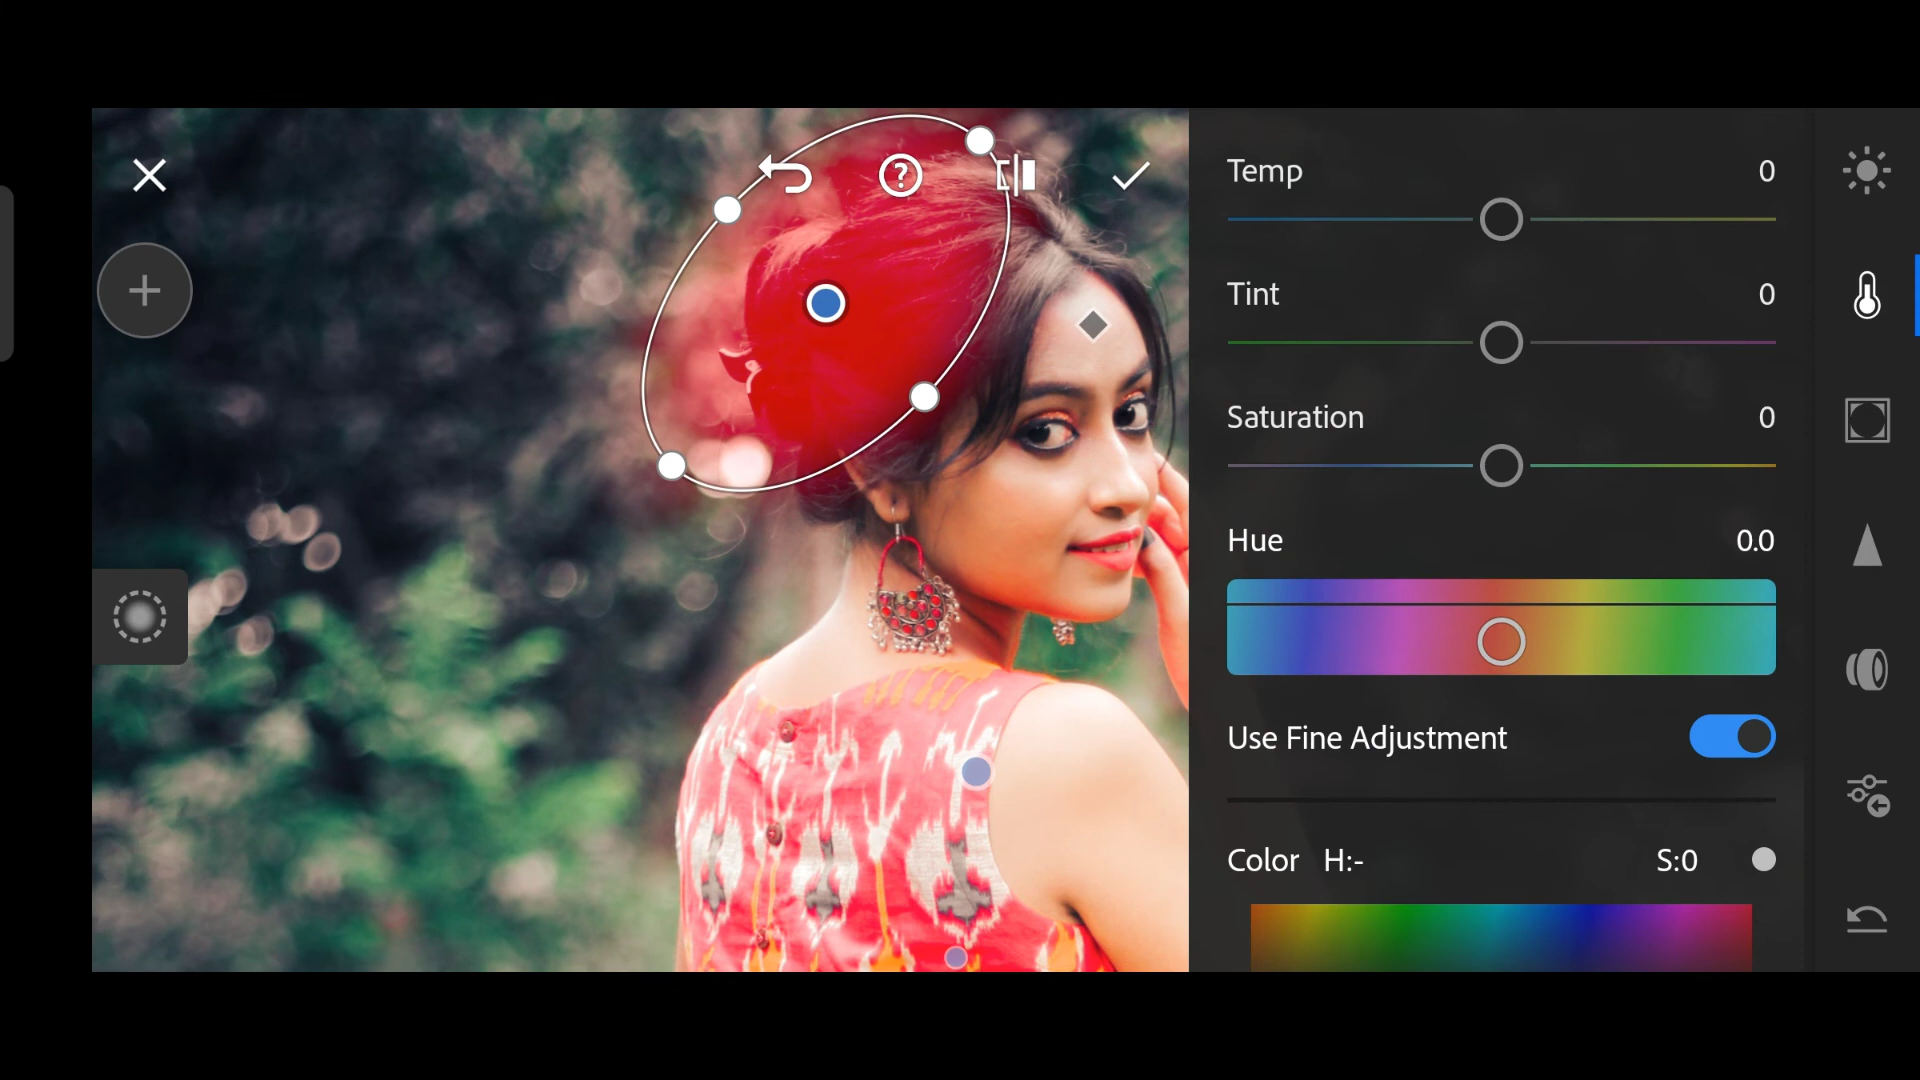 ?
Temp 0
Tint 0
Saturation 0
Hue 0.0
Use Fine Adjustment
Color H:- S:0